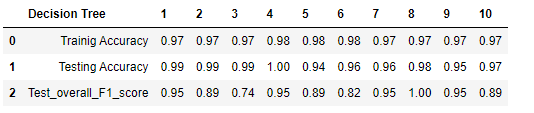 Decision Tree 1 2 3 4 5 6 7 8 9 10
0 Trainig Accuracy 0.97 0.97 0.97 0.98 0.98 0.98 0.97 0.97 0.97 0.97
1 Testing Accuracy 0.99 0.99 0.99 1.00 0.94 0.96 0.96 0.98 0.95 0.97
2 Test_overall_F1_score 0.95 0.89 0.74 0.95 0.89 0.82 0.95 1.00 0.95 0.89